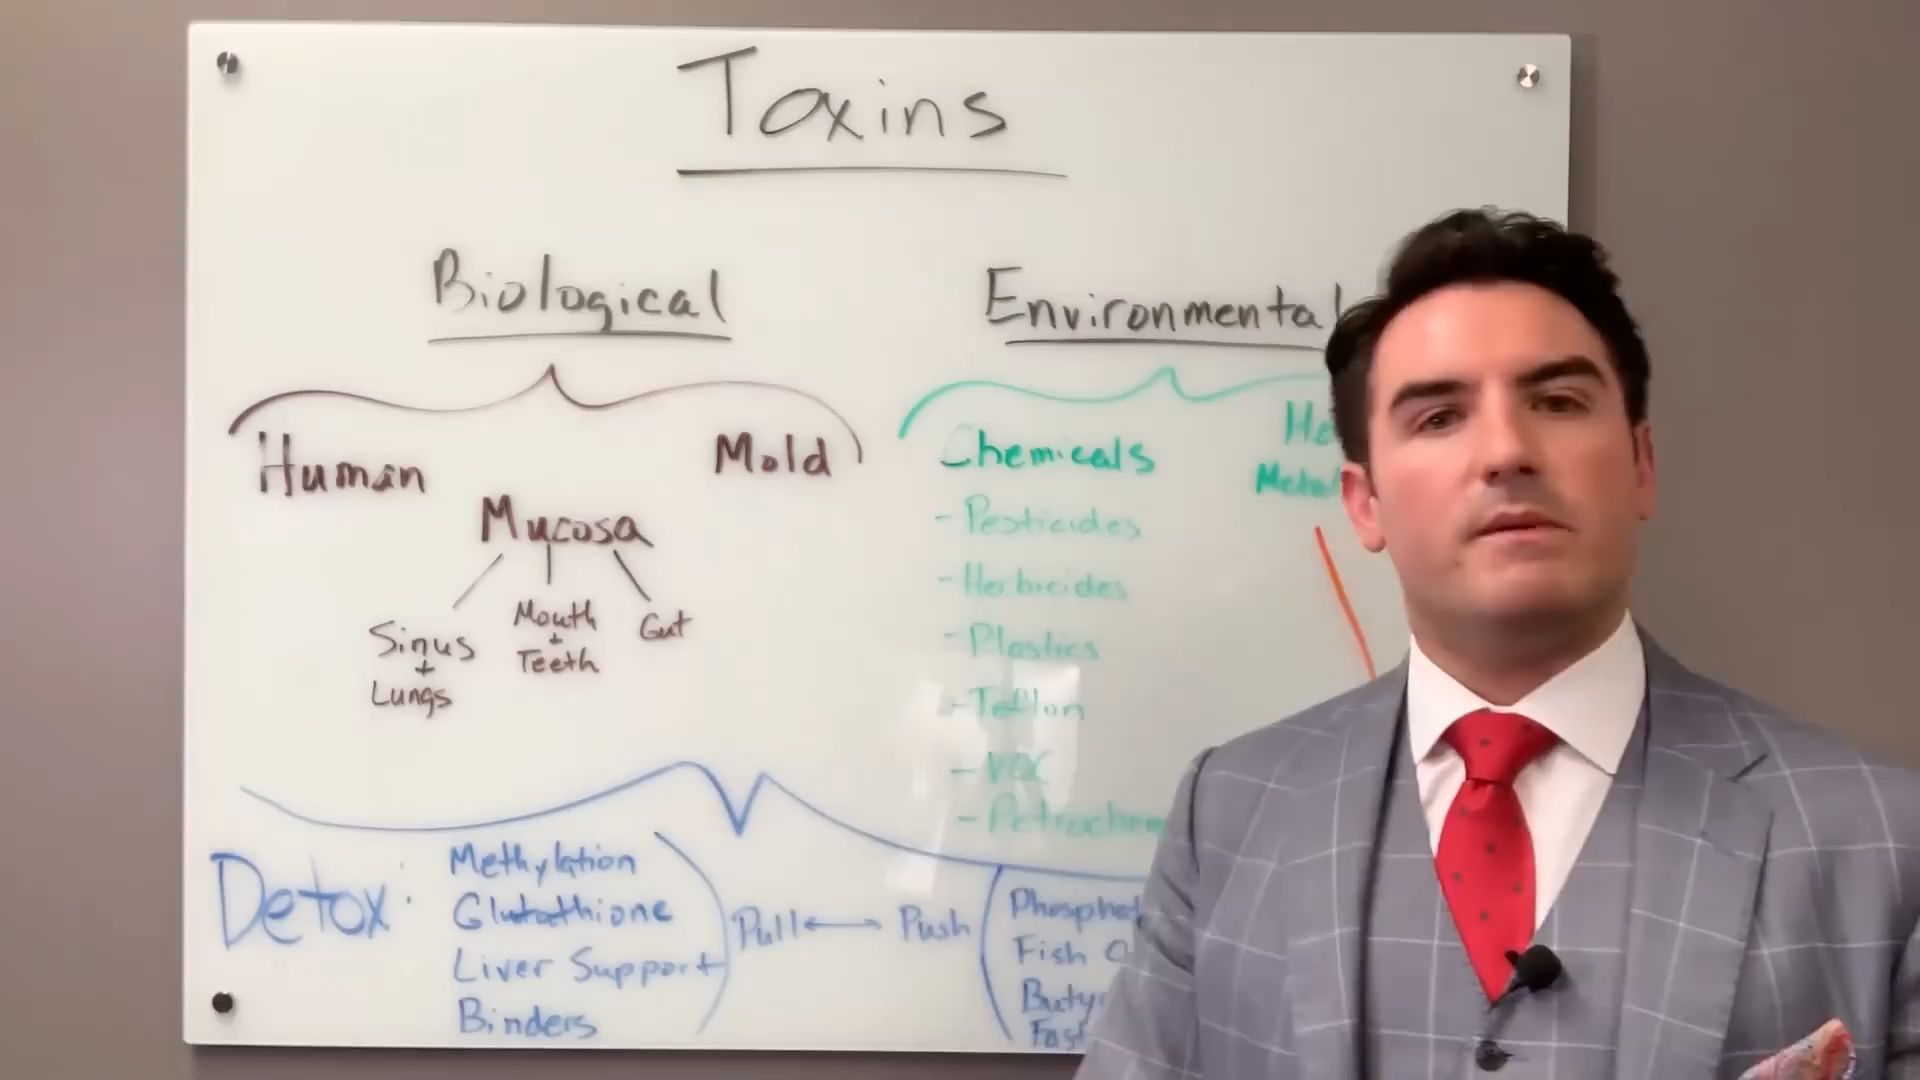 Toxins
Biological
Human
Mold
Mucosa
Sinus
+
Lungs
Mouth
+
Teeth
Gut
Environmental
Chemicals
- Pesticides
- Herbicides
- Plastics
- Teflon
- VOC
Detox:
Methylation
Glutathione
Liver Support
Binders
Pull ↔ Push
Fish